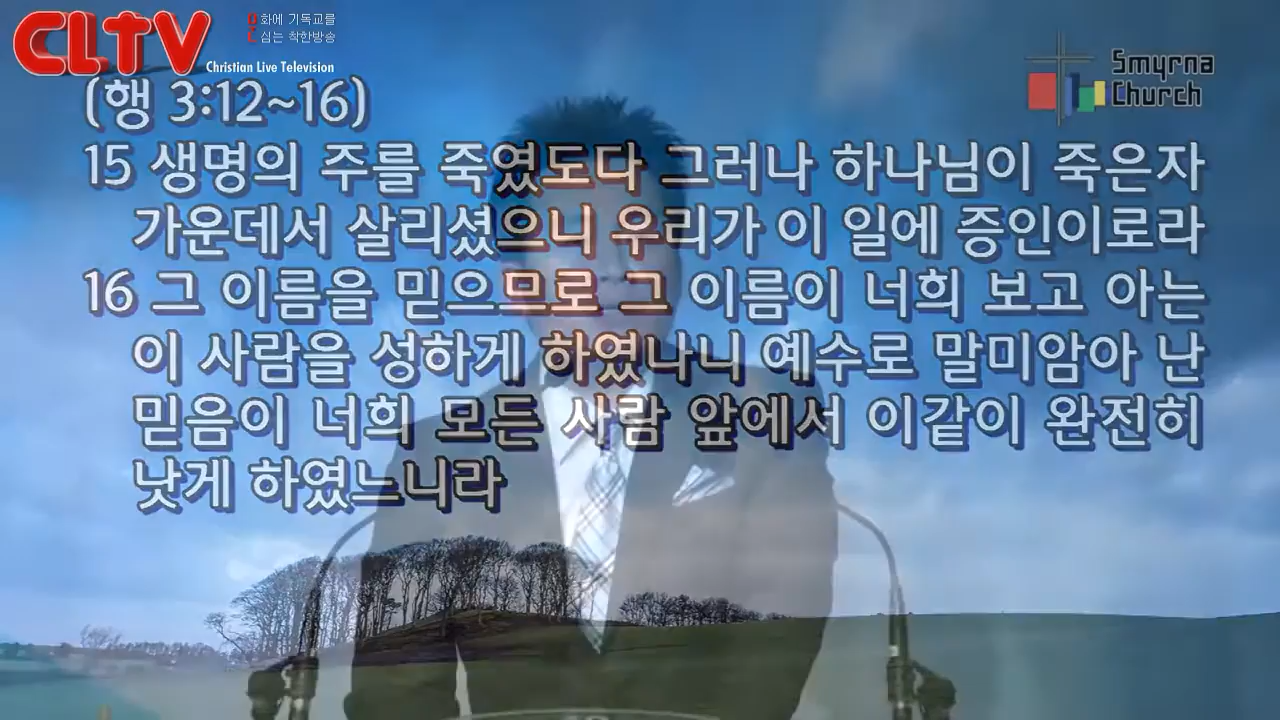 CLTV
문화에 기독교를
심는 착한방송
Christian Live Television
Smyrna
Church
(행 3:12~16)
15 생명의 주를 죽였도다 그러나 하나님이 죽은자
가운데서 살리셨으니 우리가 이 일에 증인이로라
16 그 이름을 믿으므로 그 이름이 너희 보고 아는
이 사람을 성하게 하였나니 예수로 말미암아 난
믿음이 너희 모든 사람 앞에서 이같이 완전히
낫게 하였느니라